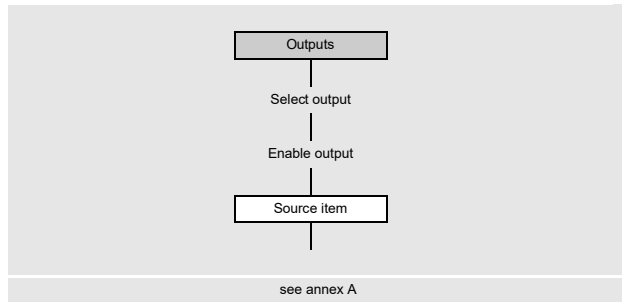 Outputs
Select output
Enable output
Source item
see annex A